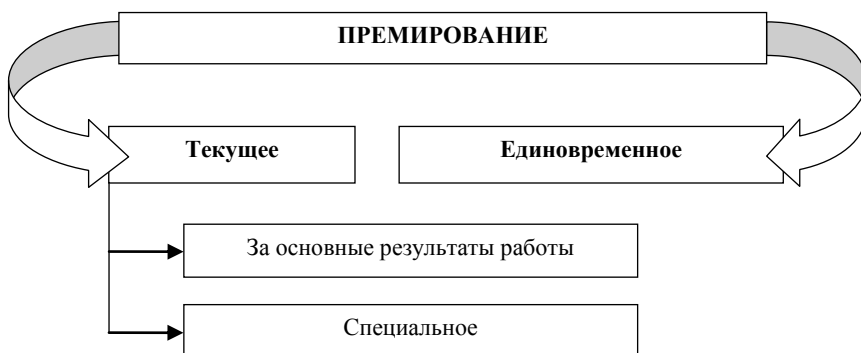 ПРЕМИРОВАНИЕ
Текущее
Единовременное
За основные результаты работы
Специальное